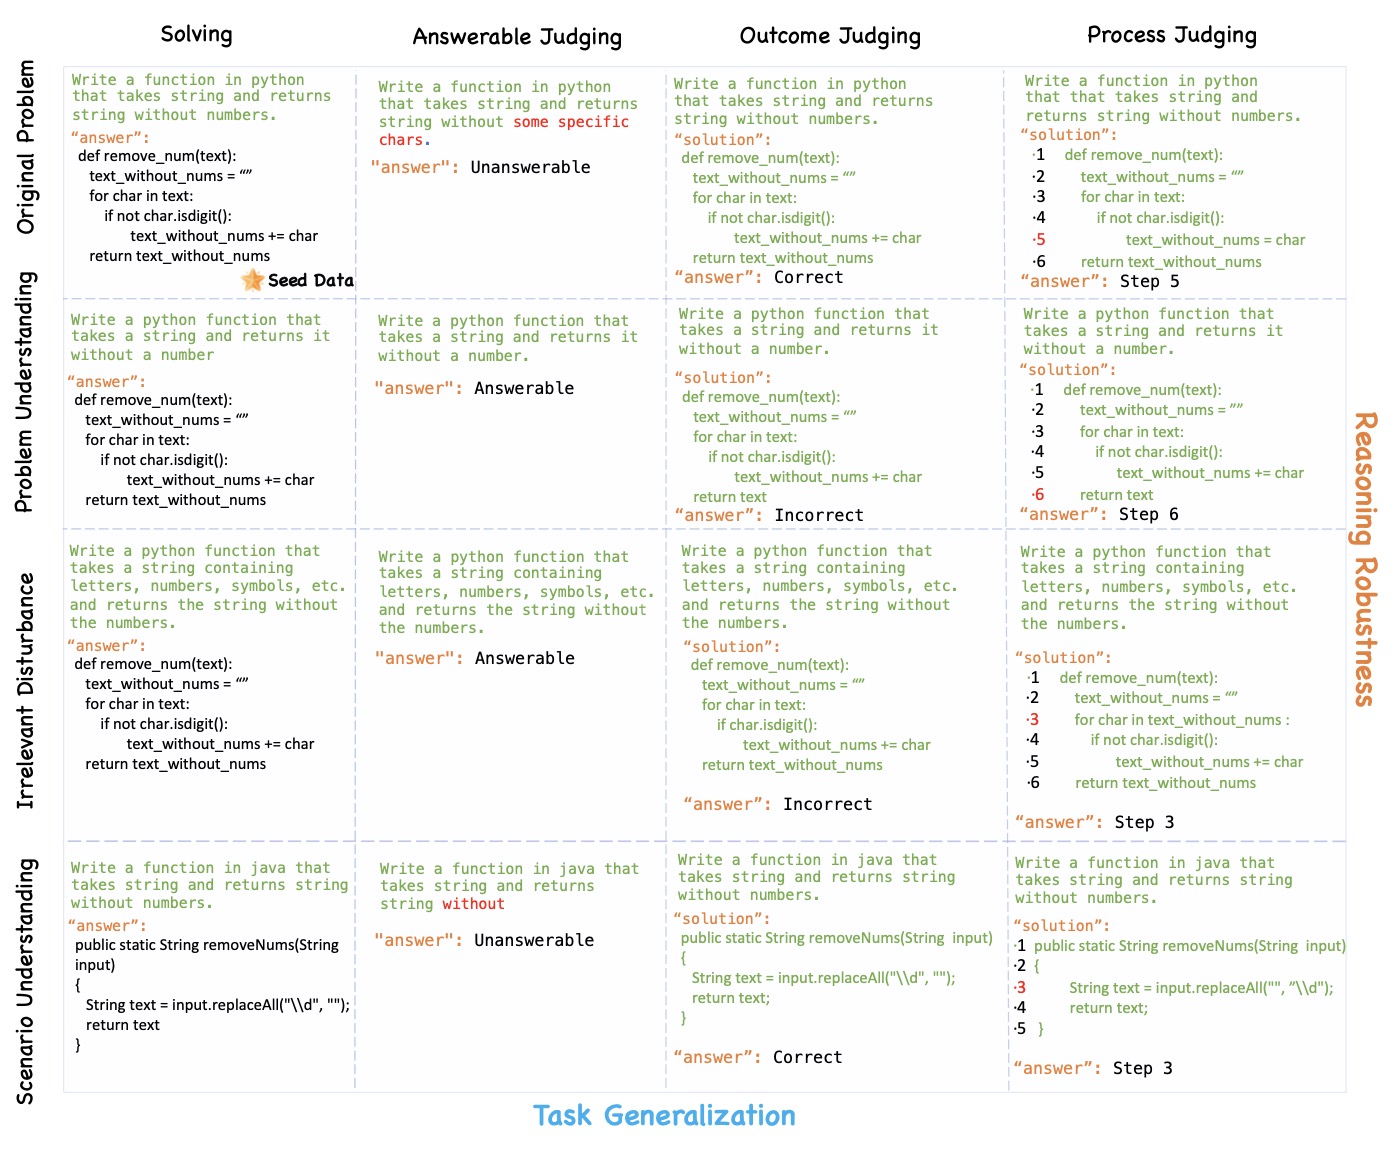 Solving
Answerable Judging
Outcome Judging
Process Judging
Original Problem
Write a function in python
that takes string and returns
string without numbers.
“answer”:
def remove_num(text):
text_without_nums = “”
for char in text:
if not char.isdigit():
text_without_nums += char
return text_without_nums
Seed Data
Write a function in python
that takes string and returns
string without some specific
chars.
"answer": Unanswerable
Write a function in python
that takes string and returns
string without numbers.
“solution”:
def remove_num(text):
text_without_nums = “”
for char in text:
if not char.isdigit():
text_without_nums += char
return text_without_nums
“answer”: Correct
Write a function in python
that that takes string and
returns string without numbers.
“solution”:
·1 def remove_num(text):
·2 text_without_nums = “”
·3 for char in text:
·4 if not char.isdigit():
·5 text_without_nums = char
·6 return text_without_nums
“answer”: Step 5
Problem Understanding
Write a python function that
takes a string and returns it
without a number
“answer”:
def remove_num(text):
text_without_nums = “”
for char in text:
if not char.isdigit():
text_without_nums += char
return text_without_nums
Write a python function that
takes a string and returns it
without a number.
"answer": Answerable
Write a python function that
takes a string and returns it
without a number.
“solution”:
def remove_num(text):
text_without_nums = “”
for char in text:
if not char.isdigit():
text_without_nums += char
return text
“answer”: Incorrect
Write a python function that
takes a string and returns it
without a number.
“solution”:
·1 def remove_num(text):
·2 text_without_nums = ””
·3 for char in text:
·4 if not char.isdigit():
·5 text_without_nums += char
·6 return text
“answer”: Step 6
Irrelevant Disturbance
Write a python function that
takes a string containing
letters, numbers, symbols, etc.
and returns the string without
the numbers.
“answer”:
def remove_num(text):
text_without_nums = “”
for char in text:
if not char.isdigit():
text_without_nums += char
return text_without_nums
Write a python function that
takes a string containing
letters, numbers, symbols, etc.
and returns the string without
the numbers.
"answer": Answerable
Write a python function that
takes a string containing
letters, numbers, symbols, etc.
and returns the string without
the numbers.
“solution”:
def remove_num(text):
text_without_nums = “”
for char in text:
if char.isdigit():
text_without_nums += char
return text_without_nums
“answer”: Incorrect
Write a python function that
takes a string containing
letters, numbers, symbols, etc.
and returns the string without
the numbers.
“solution”:
·1 def remove_num(text):
·2 text_without_nums = “”
·3 for char in text_without_nums :
·4 if not char.isdigit():
·5 text_without_nums += char
·6 return text_without_nums
“answer”: Step 3
Scenario Understanding
Write a function in java that
takes string and returns string
without numbers.
“answer”:
public static String removeNums(String
input)
{
String text = input.replaceAll("\\d", "");
return text
}
Write a function in java that
takes string and returns
string without
"answer": Unanswerable
Write a function in java that
takes string and returns string
without numbers.
“solution”:
public static String removeNums(String input)
{
String text = input.replaceAll("\\d", "");
return text;
}
“answer”: Correct
Write a function in java that
takes string and returns string
without numbers.
“solution”:
·1 public static String removeNums(String input)
·2 {
·3 String text = input.replaceAll("", ”\\d");
·4 return text;
·5 }
“answer”: Step 3
Reasoning Robustness
Task Generalization